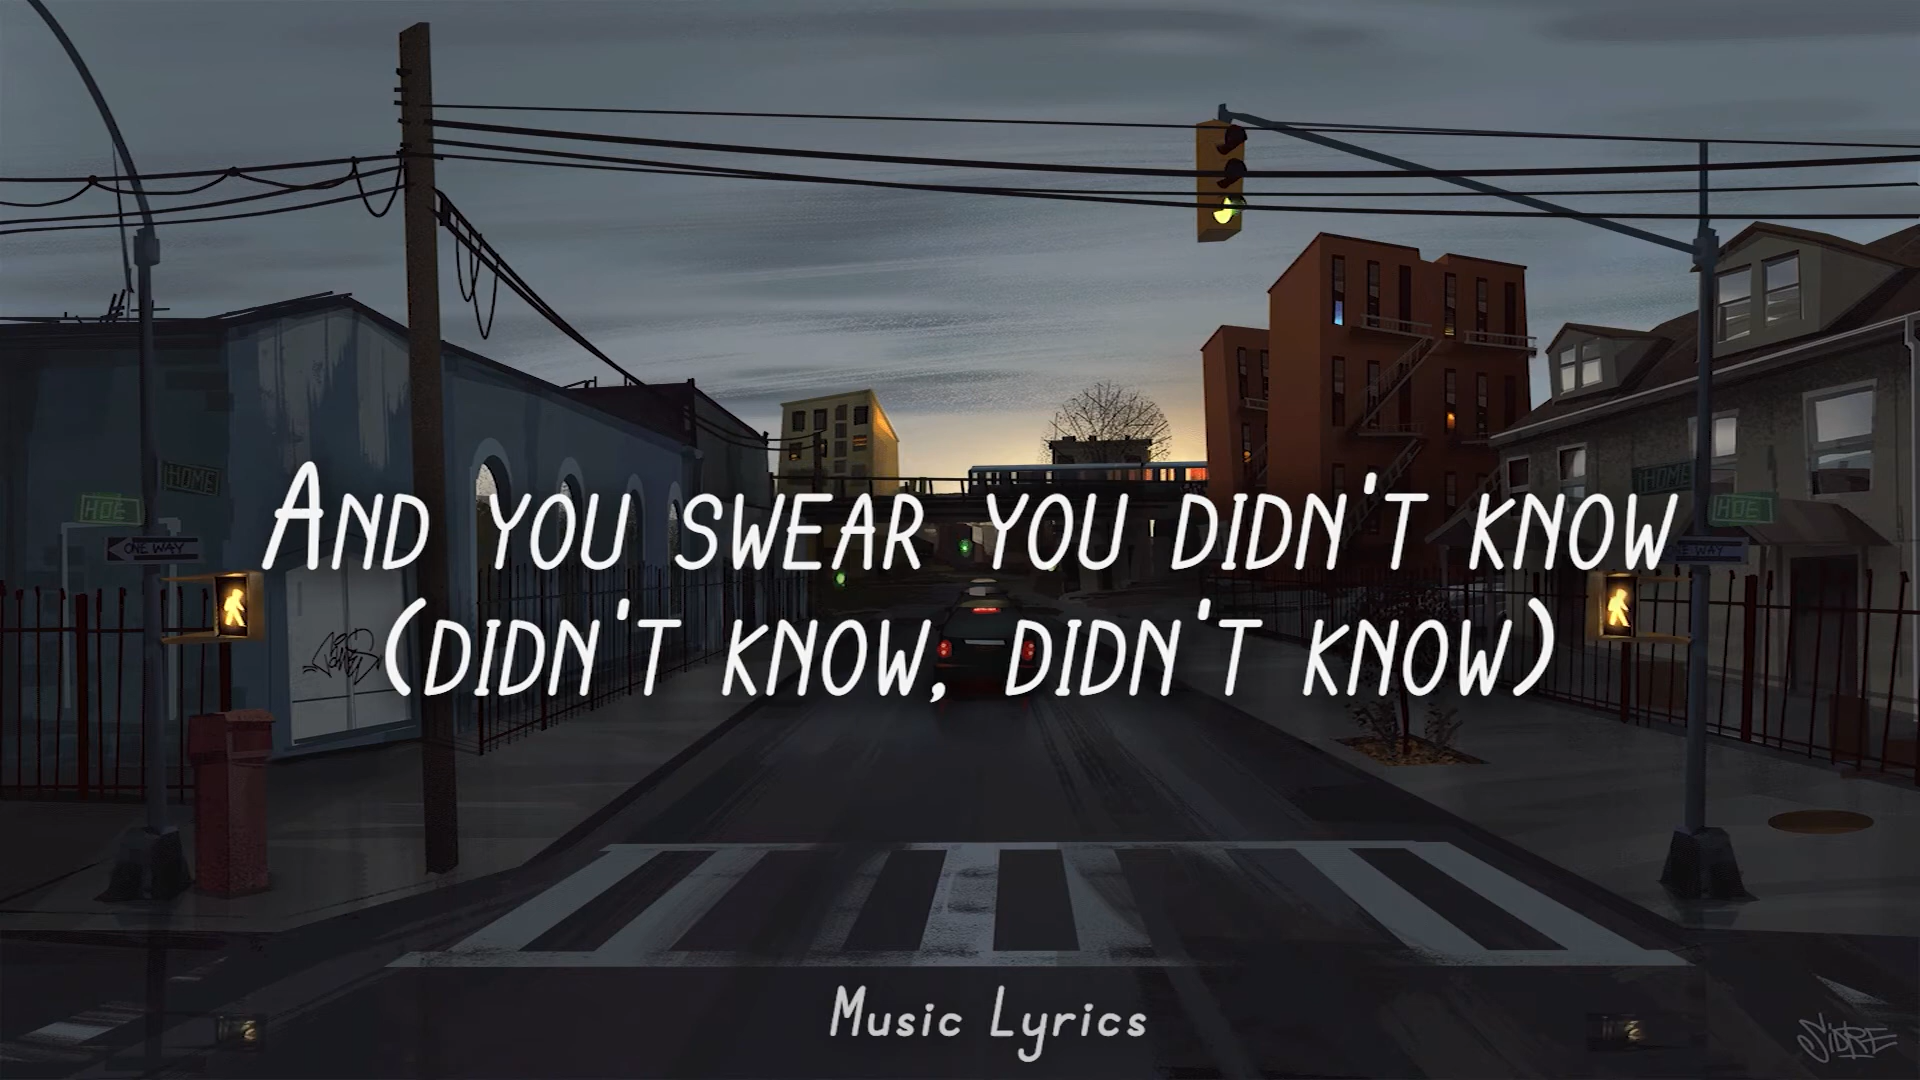 HOME
HOE
ONE WAY
AND YOU SWEAR YOU DIDN'T KNOW
(DIDN'T KNOW, DIDN'T KNOW)
HOME
HOE
WAY
Music Lyrics
SIDRE